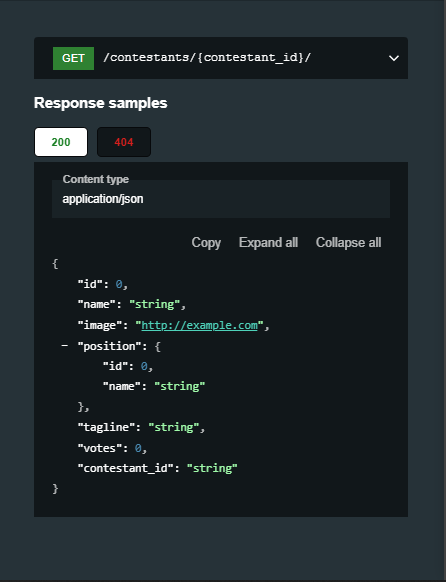 GET /contestants/{contestant_id}/
Response samples
200 404
Content type
application/json
Copy Expand all Collapse all
{
"id": 0,
"name": "string",
"image": "http://example.com",
− "position": {
"id": 0,
"name": "string"
},
"tagline": "string",
"votes": 0,
"contestant_id": "string"
}